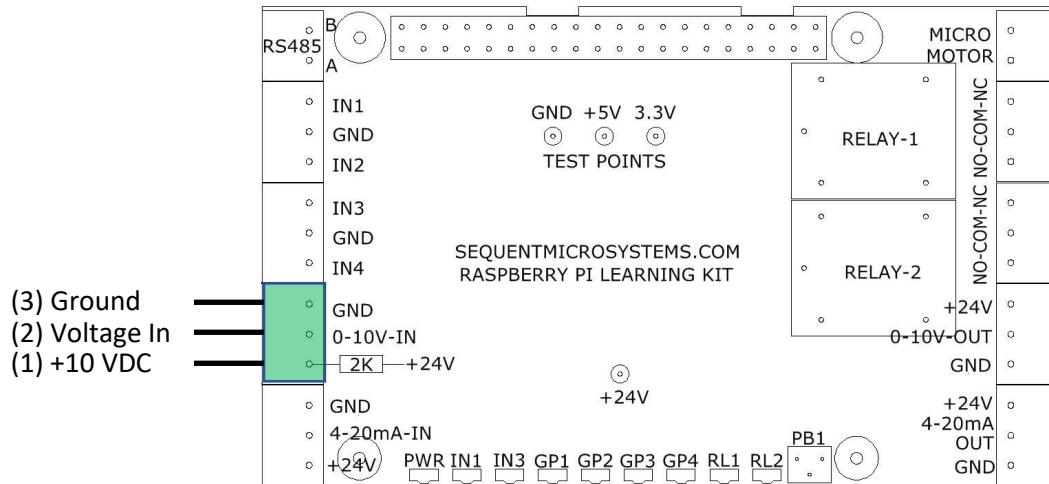 B
RS485
A
IN1
GND
IN2
IN3
GND
IN4
(3) Ground
(2) Voltage In
(1) +10 VDC
GND
0-10V-IN
2K
+24V
GND
4-20mA-IN
+24V
GND +5V 3.3V
TEST POINTS
SEQUENTMICROSYSTEMS.COM
RASPBERRY PI LEARNING KIT
+24V
PWR IN1 IN3 GP1 GP2 GP3 GP4 RL1 RL2
PB1
RELAY-1
RELAY-2
MICRO
MOTOR
NO-COM-NC
NO-COM-NC
+24V
0-10V-OUT
GND
+24V
4-20mA
OUT
GND